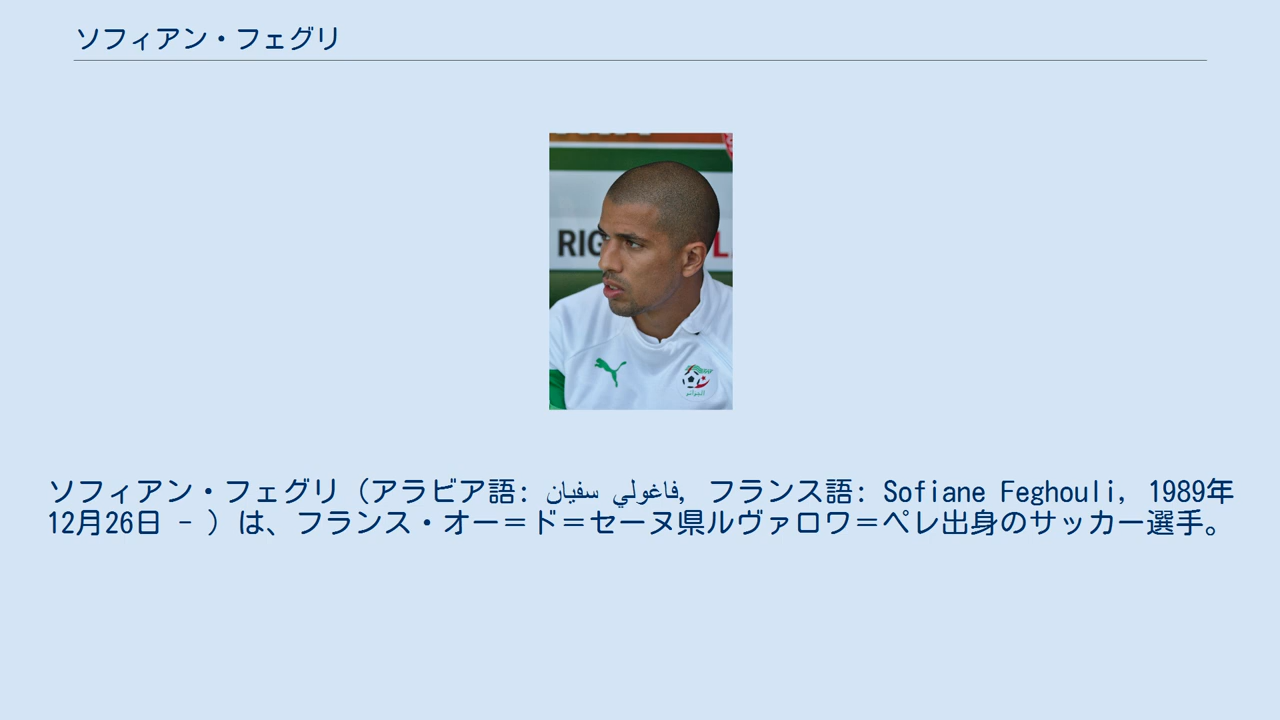 ソフィアン・フェグリ
RIG
L
ソフィアン・フェグリ（アラビア語: سفيان فاغولي, フランス語: Sofiane Feghouli, 1989年
12月26日 - ）は、フランス・オー＝ド＝セーヌ県ルヴァロワ＝ペレ出身のサッカー選手。